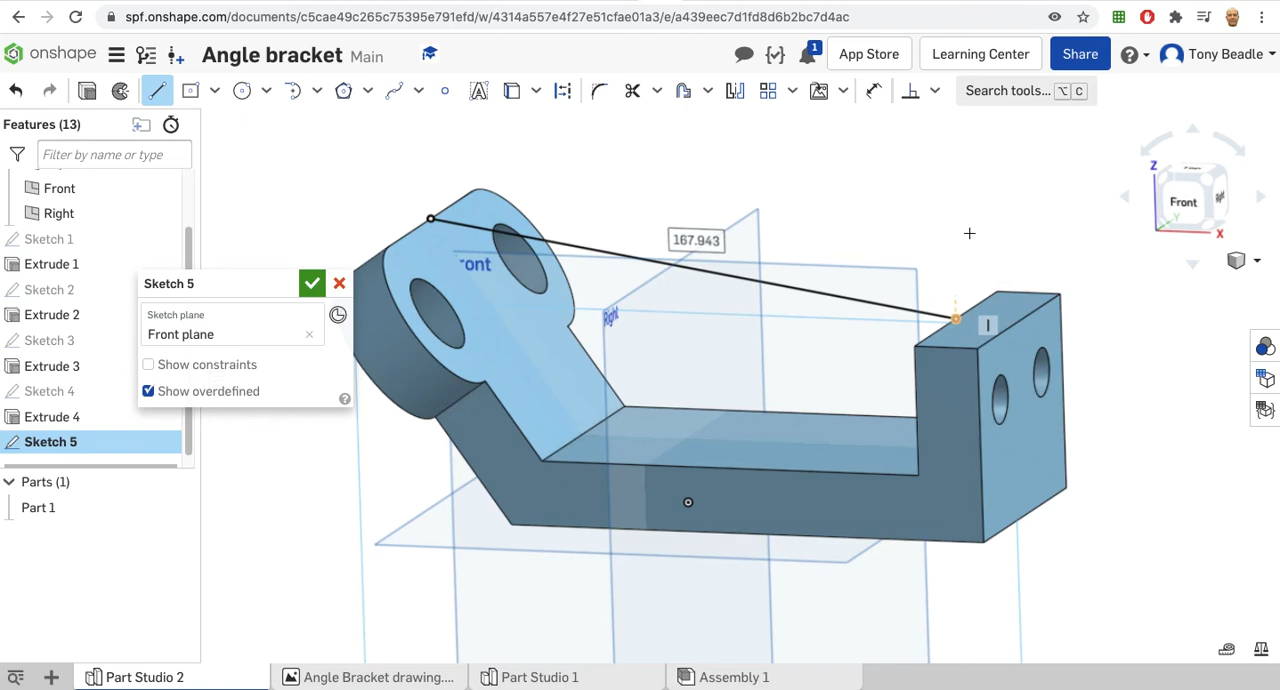 spf.onshape.com/documents/c5cae49c265c75395e791efd/w/4314a557e4f27e51cfae01a3/e/a439eec7d1fd8d6b2bc7d4ac
onshape Angle bracket Main 1 App Store Learning Center Share Tony Beadle
Search tools... ⌥ C
Features (13)
Filter by name or type
Front
Right
Sketch 1
Extrude 1
Sketch 2
Extrude 2
Sketch 3
Extrude 3
Sketch 4
Extrude 4
Sketch 5
Parts (1)
Part 1
Sketch 5
Sketch plane
Front plane
Show constraints
Show overdefined
167.943
ront
Right
Z
Front
Right
Y
X
Part Studio 2 Angle Bracket drawing.... Part Studio 1 Assembly 1